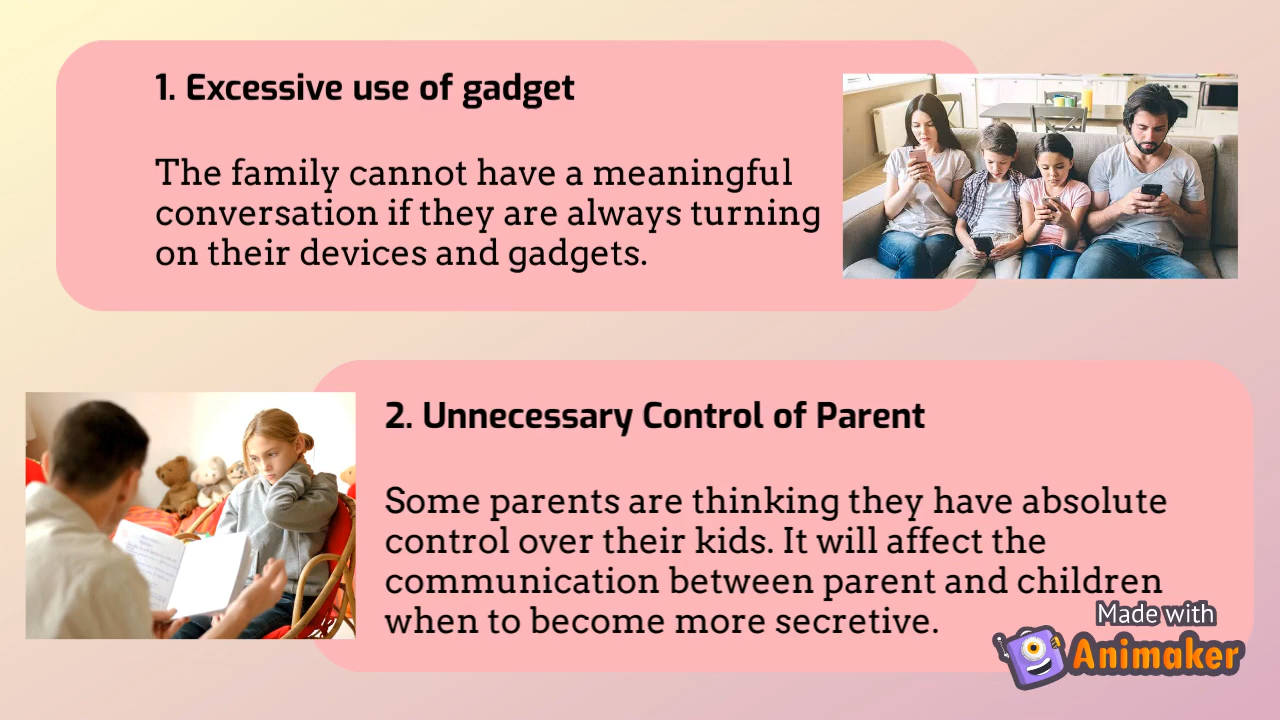 1. Excessive use of gadget
The family cannot have a meaningful
conversation if they are always turning
on their devices and gadgets.
2. Unnecessary Control of Parent
Some parents are thinking they have absolute
control over their kids. It will affect the
communication between parent and children
when to become more secretive.
Made with
Animaker